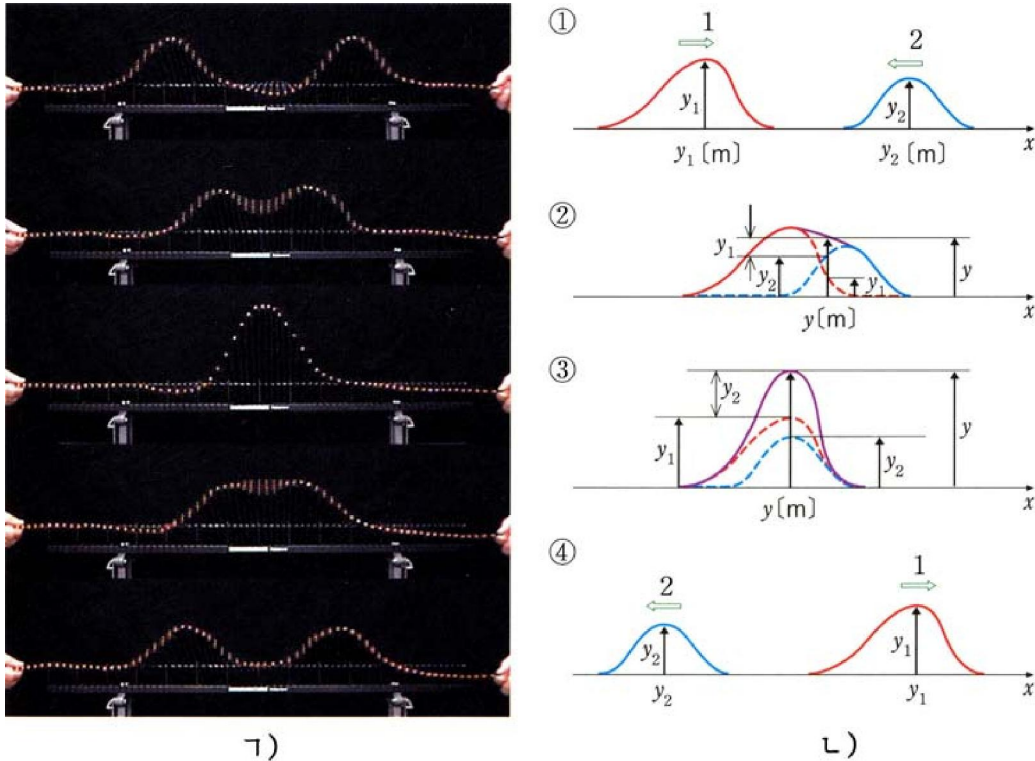 ①
1
2
y₁
y₂
x
y₁〔m〕
y₂〔m〕
②
y₁
y₂
y₁
y
y〔m〕
x
③
y₂
y₁
y₂
y
y〔m〕
x
④
2
1
y₂
y₁
y₂
y₁
x
ㄱ)
ㄴ)